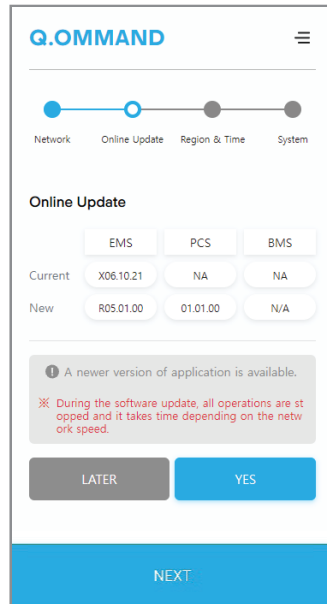 Q.OMMAND
Network Online Update Region & Time System
Online Update
EMS PCS BMS
Current X06.10.21 NA NA
New R05.01.00 01.01.00 N/A
A newer version of application is available.
※ During the software update, all operations are st
opped and it takes time depending on the netw
ork speed.
LATER YES
NEXT